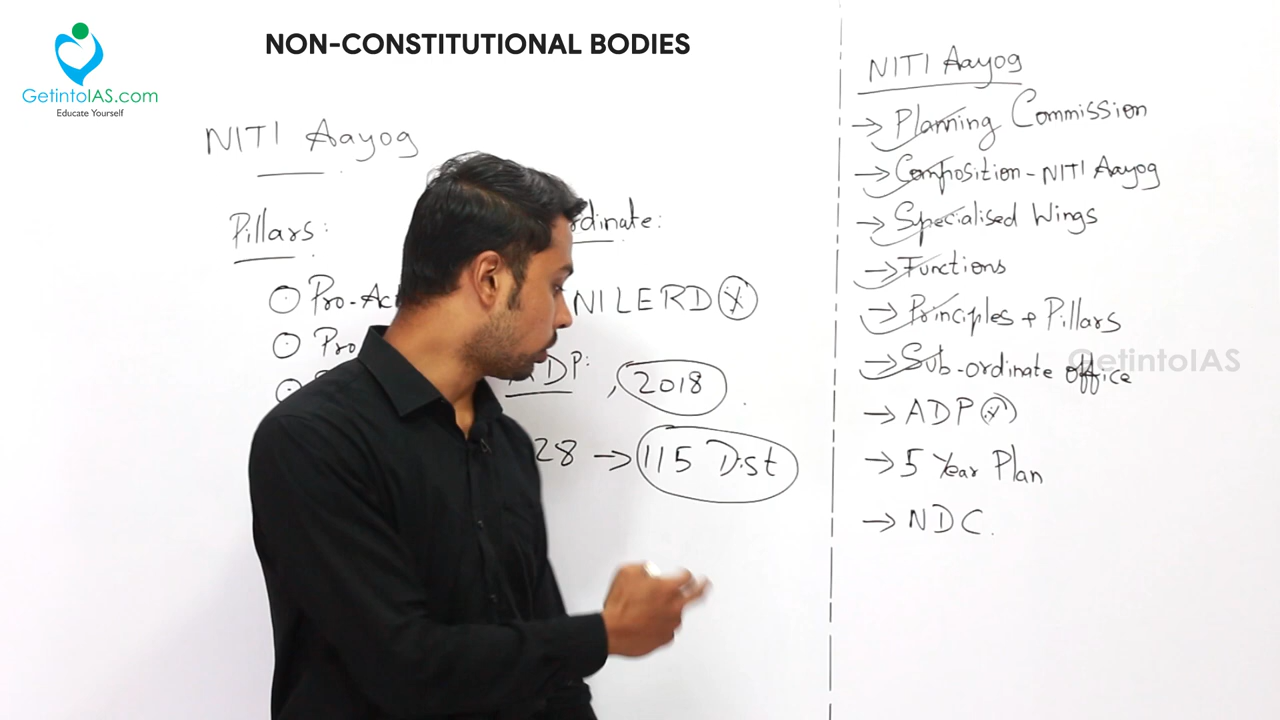 NON-CONSTITUTIONAL BODIES
GetintoIAS.com
Educate Yourself
NITI Aayog
Pillars:
Pro-Ac
Pro
dinate:
NILERD
ADP:
, 2018
28 → 115 Dist
NITI Aayog
→ Planning Commission
→ Composition - NITI Aayog
→ Specialised Wings
→ Functions
→ Principles + Pillars
→ Sub-ordinate office
→ ADP
→ 5 Year Plan
→ NDC.
GetintoIAS